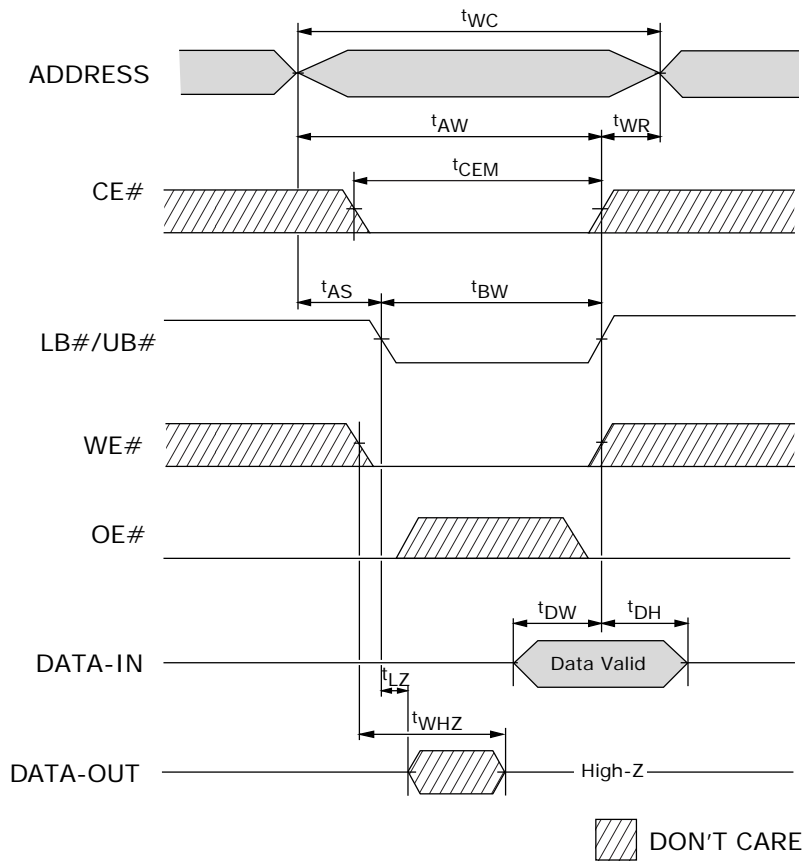 tWC
ADDRESS
tAW
tWR
tCEM
CE#
tAS
tBW
LB#/UB#
WE#
OE#
tDW
tDH
DATA-IN
Data Valid
tLZ
tWHZ
DATA-OUT
High-Z
DON'T CARE